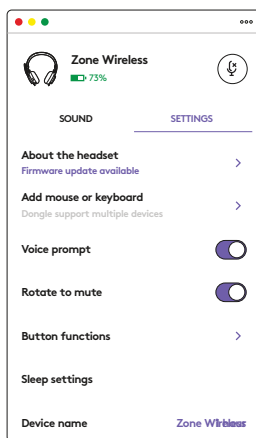 Zone Wireless
73%
SOUND SETTINGS
About the headset
Firmware update available
Add mouse or keyboard
Dongle support multiple devices
Voice prompt
Rotate to mute
Button functions
Sleep settings
Device name Zone